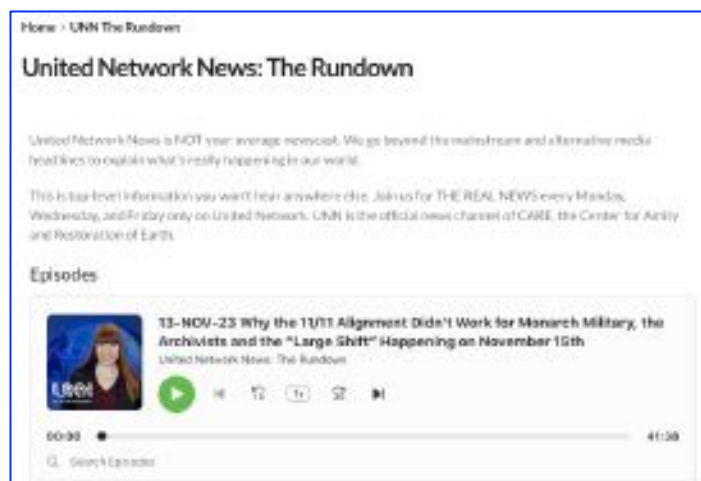 Home > UNN The Rundown
United Network News: The Rundown
United Network News is NOT your average newscast. We go beyond the mainstream and alternative media
headlines to explain what's really happening in our world.
This is top-level information you won't hear anywhere else. Join us for THE REAL NEWS every Monday,
Wednesday, and Friday only on United Network. UNN is the official news channel of CARE, the Center for Amity
and Restoration of Earth.
Episodes
13-NOV-23 Why the 11/11 Alignment Didn't Work for Monarch Military, the
Archivists and the "Large Shift" Happening on November 15th
United Network News: The Rundown
UNN
1x
00:00
41:38
Search Episodes